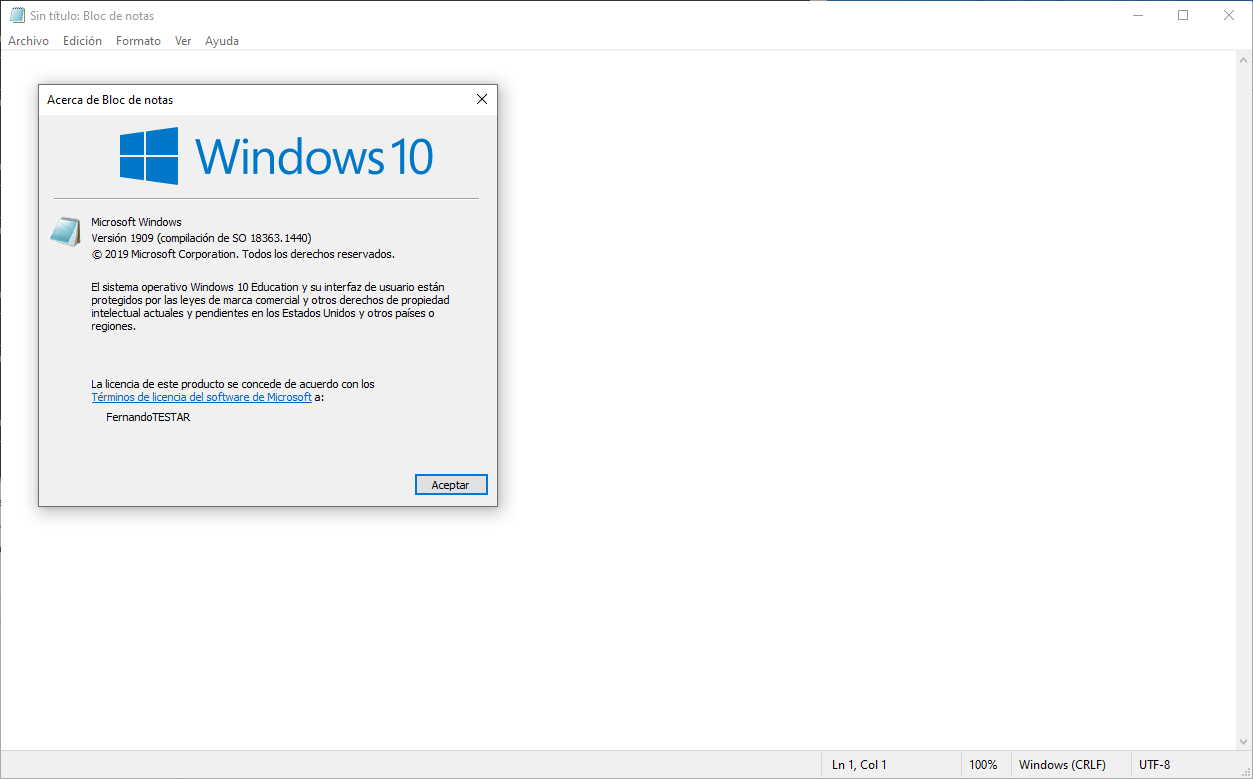 Sin título: Bloc de notas
Archivo Edición Formato Ver Ayuda
Acerca de Bloc de notas
Windows 10
Microsoft Windows
Versión 1909 (compilación de SO 18363.1440)
© 2019 Microsoft Corporation. Todos los derechos reservados.
El sistema operativo Windows 10 Education y su interfaz de usuario están
protegidos por las leyes de marca comercial y otros derechos de propiedad
intelectual actuales y pendientes en los Estados Unidos y otros países o
regiones.
La licencia de este producto se concede de acuerdo con los
Términos de licencia del software de Microsoft a:
FernandoTESTAR
Aceptar
Ln 1, Col 1 100% Windows (CRLF) UTF-8